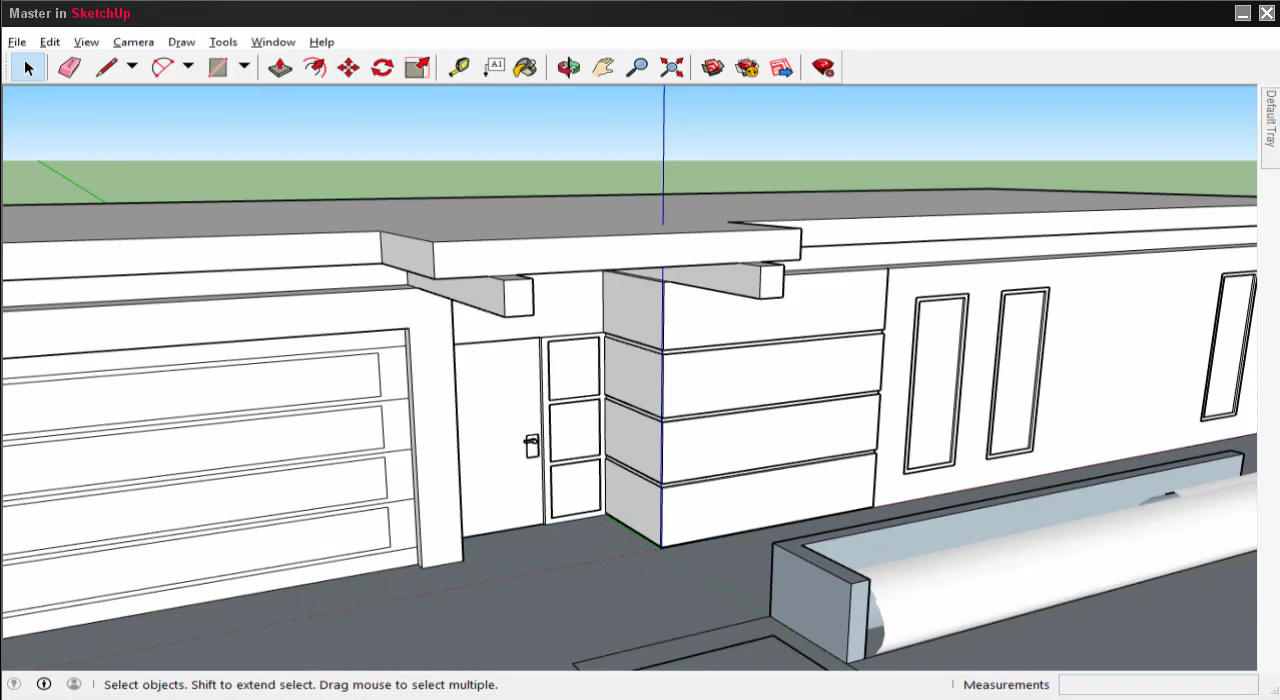 Master in SketchUp
File Edit View Camera Draw Tools Window Help
A1
Default Tray
Select objects. Shift to extend select. Drag mouse to select multiple.
Measurements